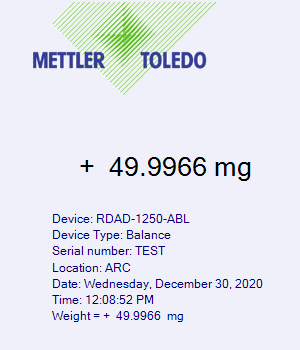 METTLER TOLEDO
+ 49.9966 mg
Device: RDAD-1250-ABL
Device Type: Balance
Serial number: TEST
Location: ARC
Date: Wednesday, December 30, 2020
Time: 12:08:52 PM
Weight = + 49.9966 mg